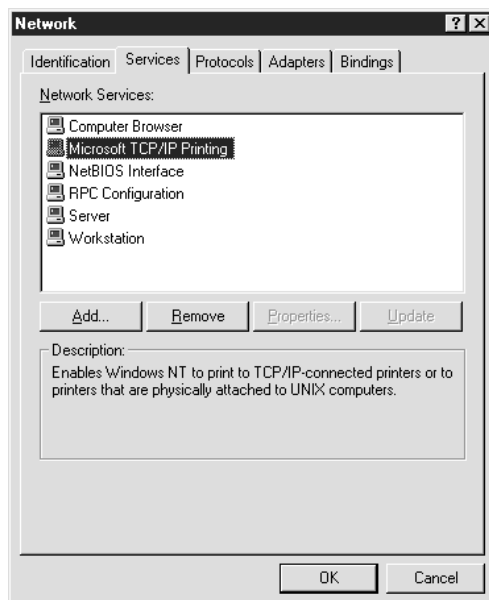 Network
Identification Services Protocols Adapters Bindings
Network Services:
Computer Browser
Microsoft TCP/IP Printing
NetBIOS Interface
RPC Configuration
Server
Workstation
Add... Remove Properties... Update
Description:
Enables Windows NT to print to TCP/IP-connected printers or to
printers that are physically attached to UNIX computers.
OK Cancel